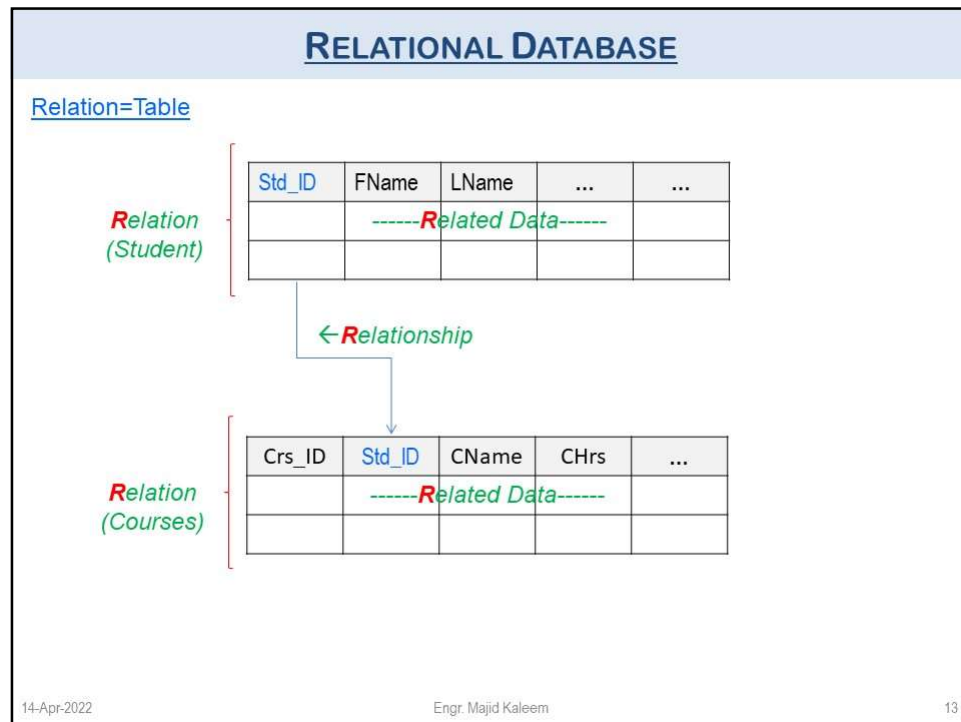 RELATIONAL DATABASE
Relation=Table
Std_ID FName LName ... ...
Relation
(Student)
------Related Data------
←Relationship
Crs_ID Std_ID CName CHrs ...
Relation
(Courses)
------Related Data------
14-Apr-2022 Engr. Majid Kaleem 13